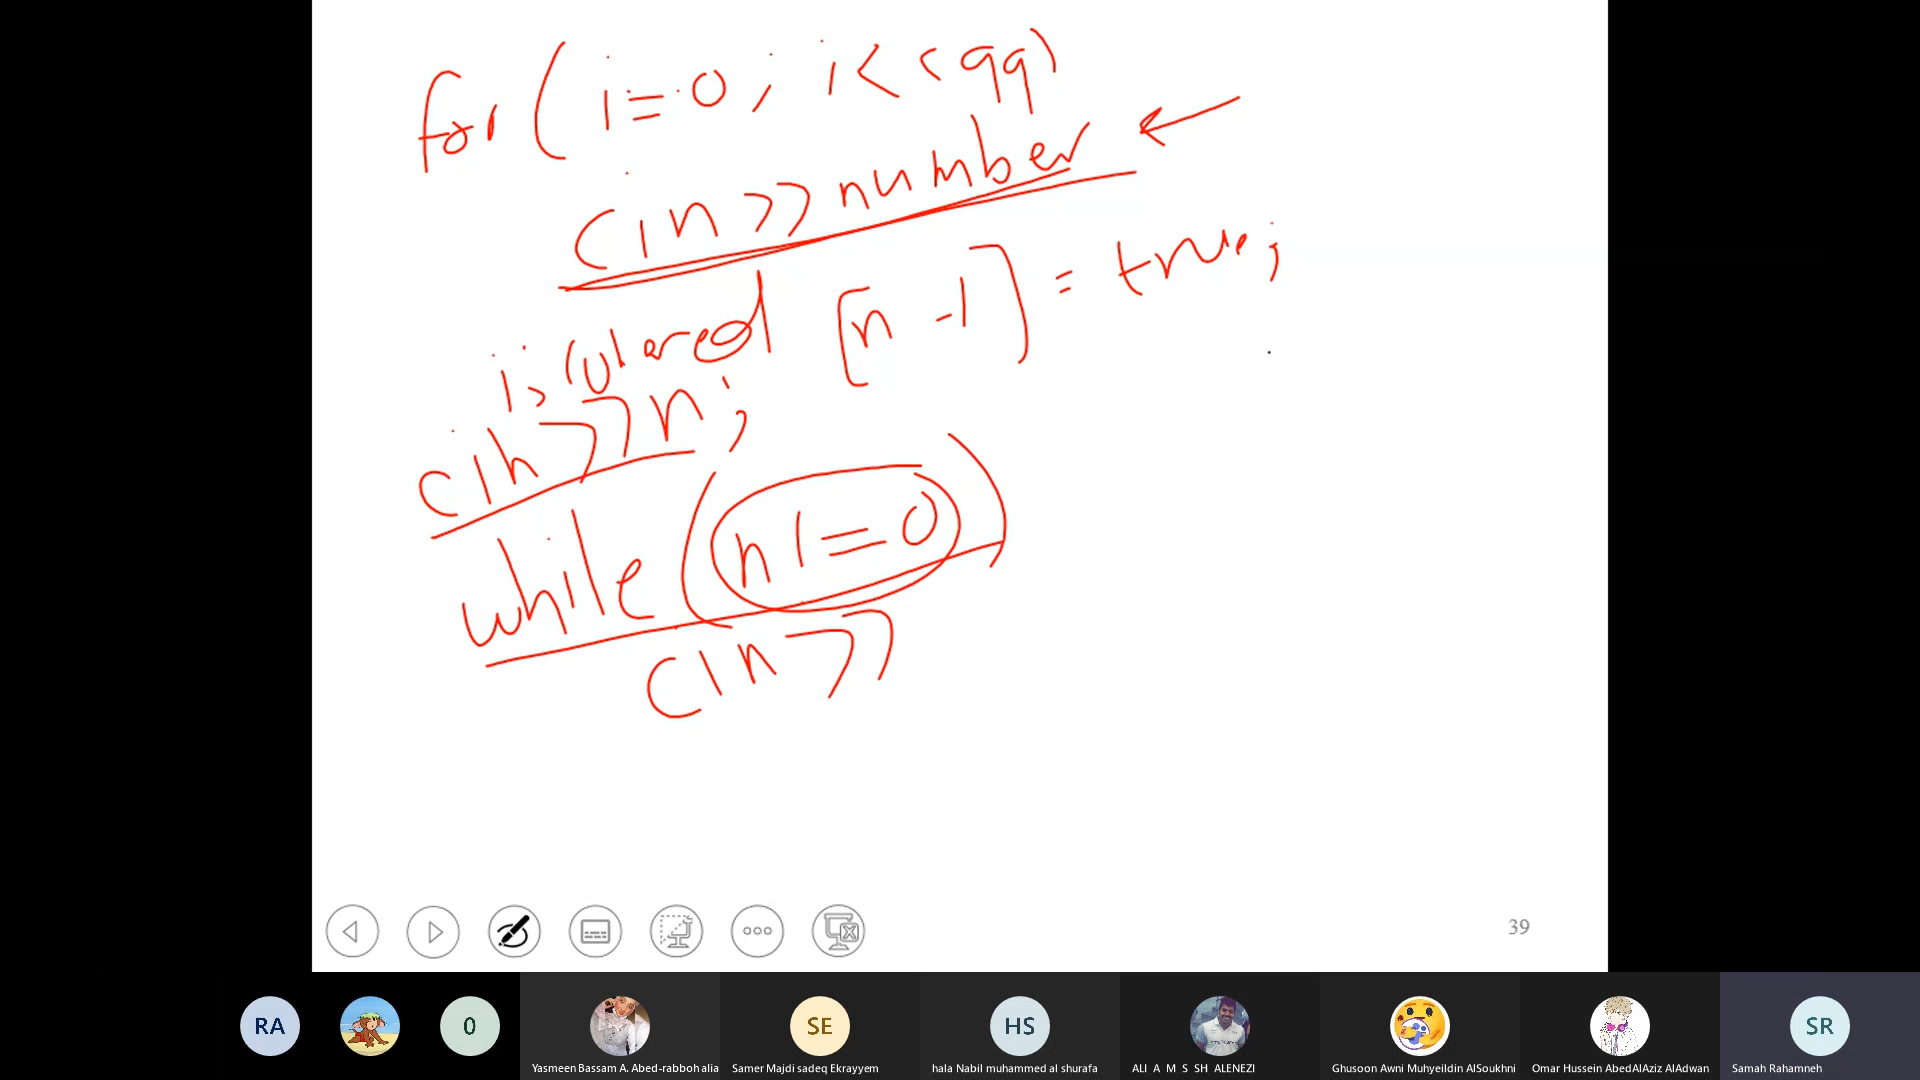 for ( i=0; i<<99)
cin>>number
iscovered [n-1] = true;
cin>>n;
while (n!=0)
cin>>
39
RA
0
SE
HS
SR
Yasmeen Bassam A. Abed-rabboh alia
Samer Majdi sadeq Ekrayyem
hala Nabil muhammed al shurafa
ALI A M S SH ALENEZI
Ghusoon Awni Muhyeildin AlSoukhni
Omar Hussein AbedAlAziz AlAdwan
Samah Rahamneh